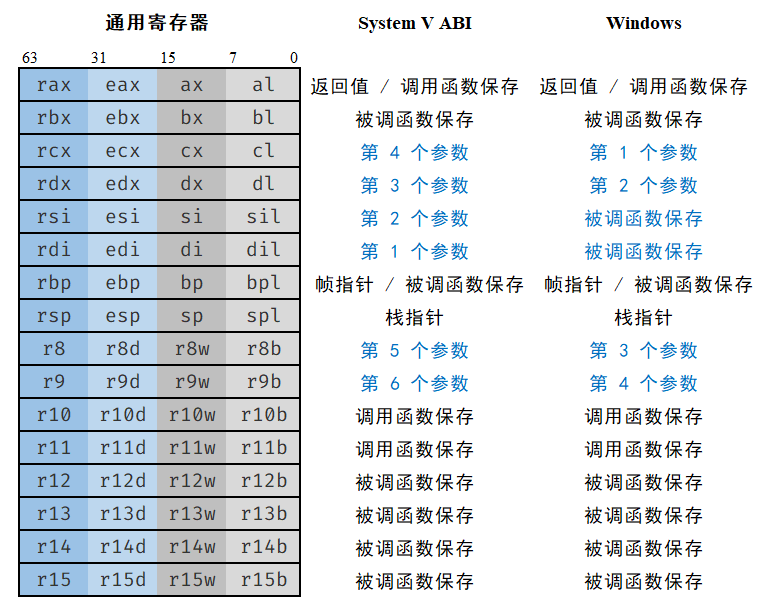 通用寄存器 System V ABI Windows
63 31 15 7 0
rax eax ax al 返回值 / 调用函数保存 返回值 / 调用函数保存
rbx ebx bx bl 被调函数保存 被调函数保存
rcx ecx cx cl 第 4 个参数 第 1 个参数
rdx edx dx dl 第 3 个参数 第 2 个参数
rsi esi si sil 第 2 个参数 被调函数保存
rdi edi di dil 第 1 个参数 被调函数保存
rbp ebp bp bpl 帧指针 / 被调函数保存 帧指针 / 被调函数保存
rsp esp sp spl 栈指针 栈指针
r8 r8d r8w r8b 第 5 个参数 第 3 个参数
r9 r9d r9w r9b 第 6 个参数 第 4 个参数
r10 r10d r10w r10b 调用函数保存 调用函数保存
r11 r11d r11w r11b 调用函数保存 调用函数保存
r12 r12d r12w r12b 被调函数保存 被调函数保存
r13 r13d r13w r13b 被调函数保存 被调函数保存
r14 r14d r14w r14b 被调函数保存 被调函数保存
r15 r15d r15w r15b 被调函数保存 被调函数保存